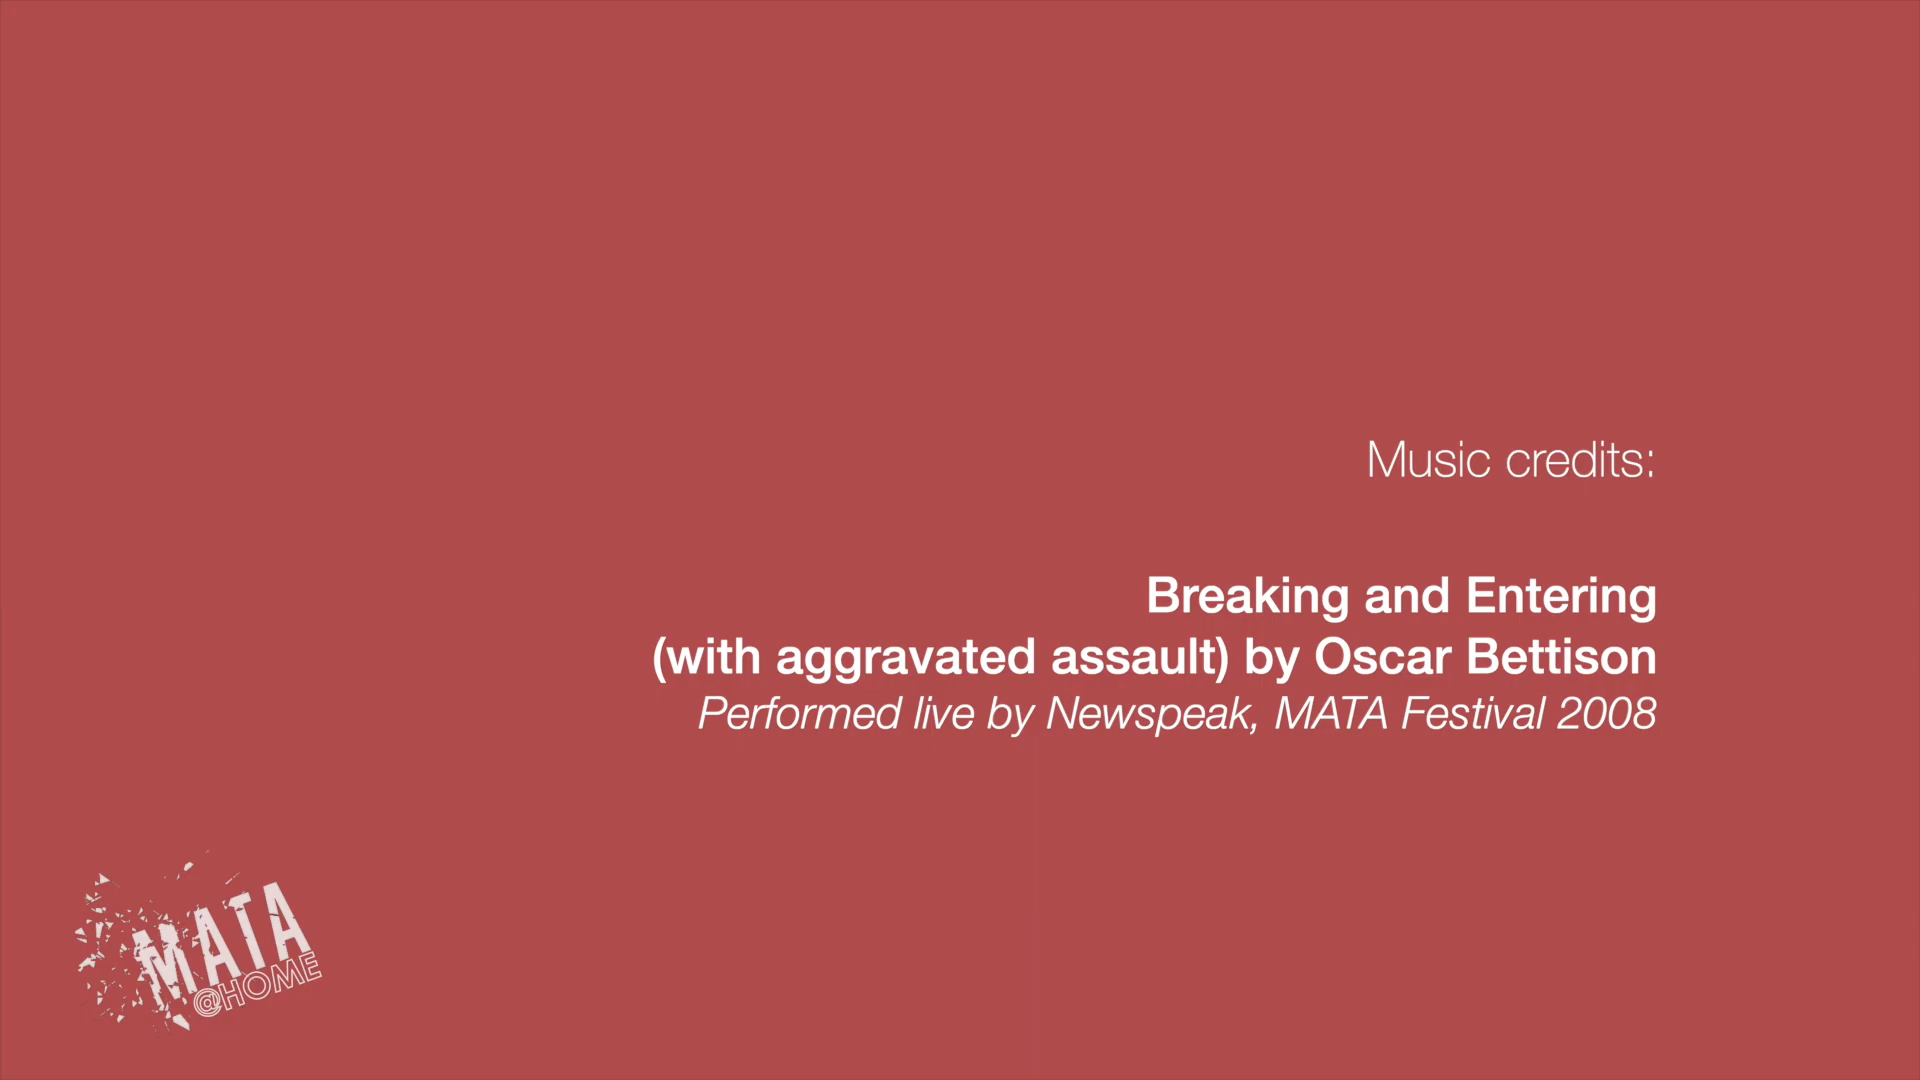 Music credits:
Breaking and Entering
(with aggravated assault) by Oscar Bettison
Performed live by Newspeak, MATA Festival 2008
MATA
@HOME